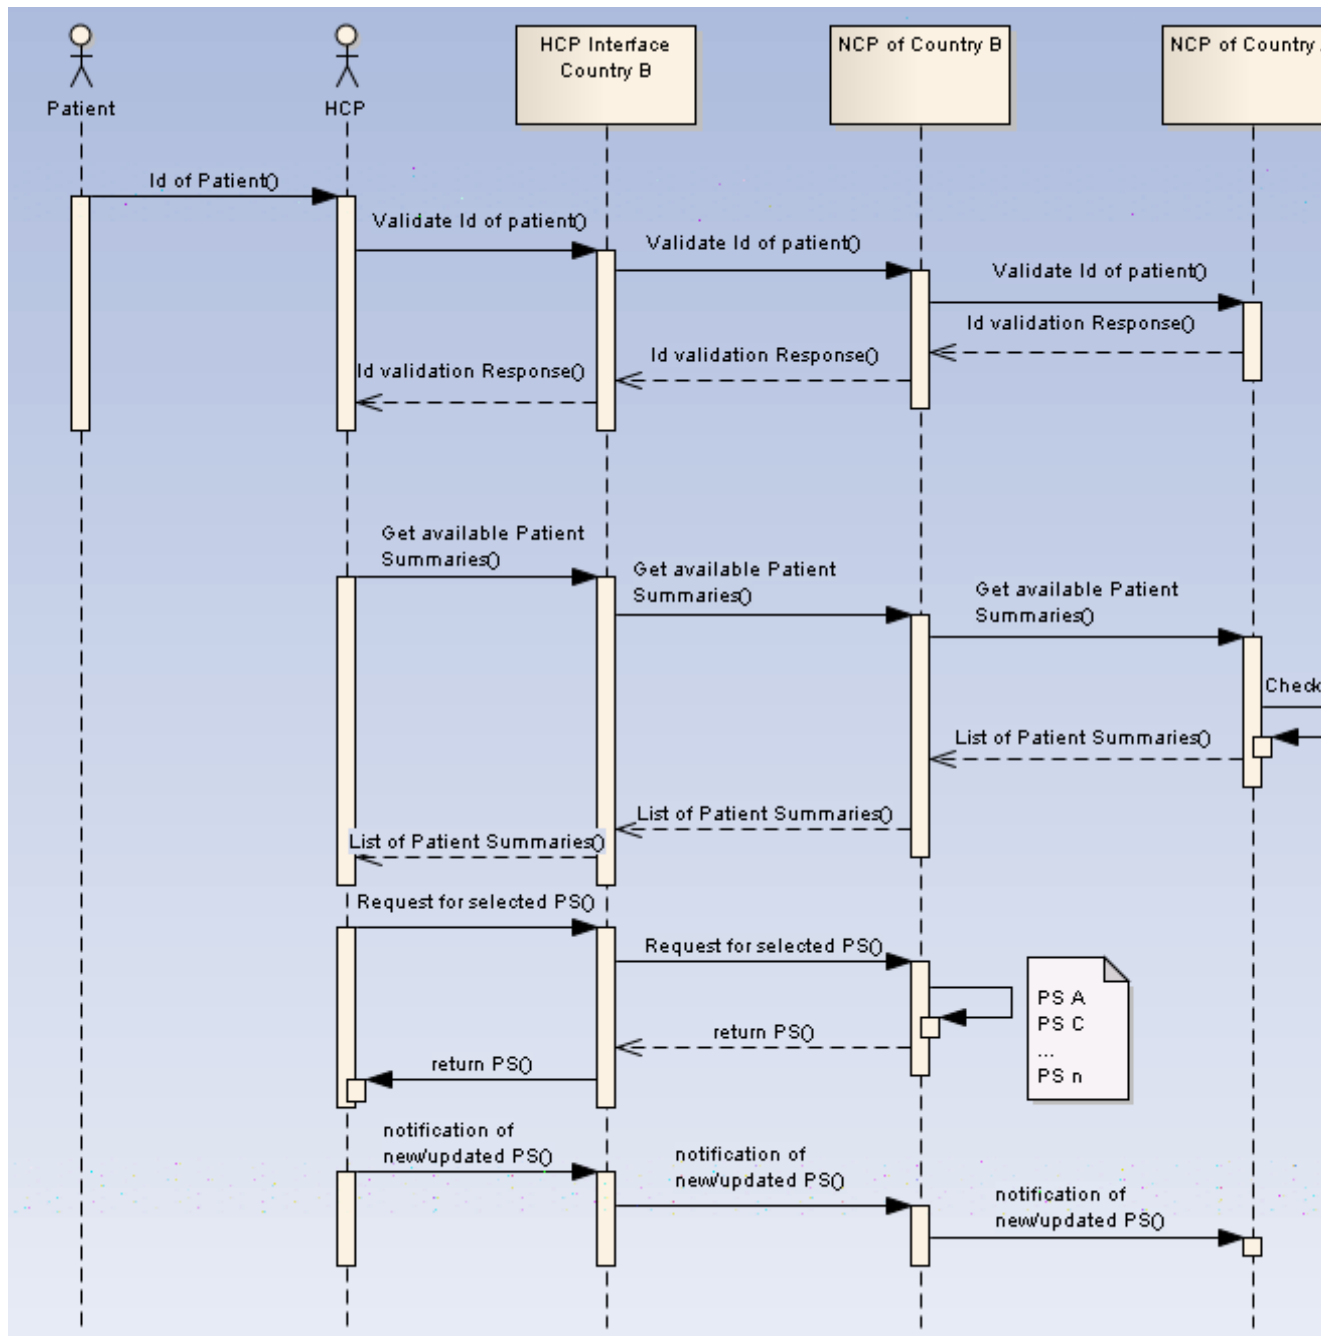 Patient
HCP
HCP Interface
Country B
NCP of Country B
NCP of Country
Id of Patient()
Validate Id of patient()
Validate Id of patient()
Validate Id of patient()
Id validation Response()
Id validation Response()
Id validation Response()
Get available Patient
Summaries()
Get available Patient
Summaries()
Get available Patient
Summaries()
Check
List of Patient Summaries()
List of Patient Summaries()
List of Patient Summaries()
Request for selected PS()
Request for selected PS()
PS A
PS C
...
PS n
return PS()
return PS()
notification of
new/updated PS()
notification of
new/updated PS()
notification of
new/updated PS()